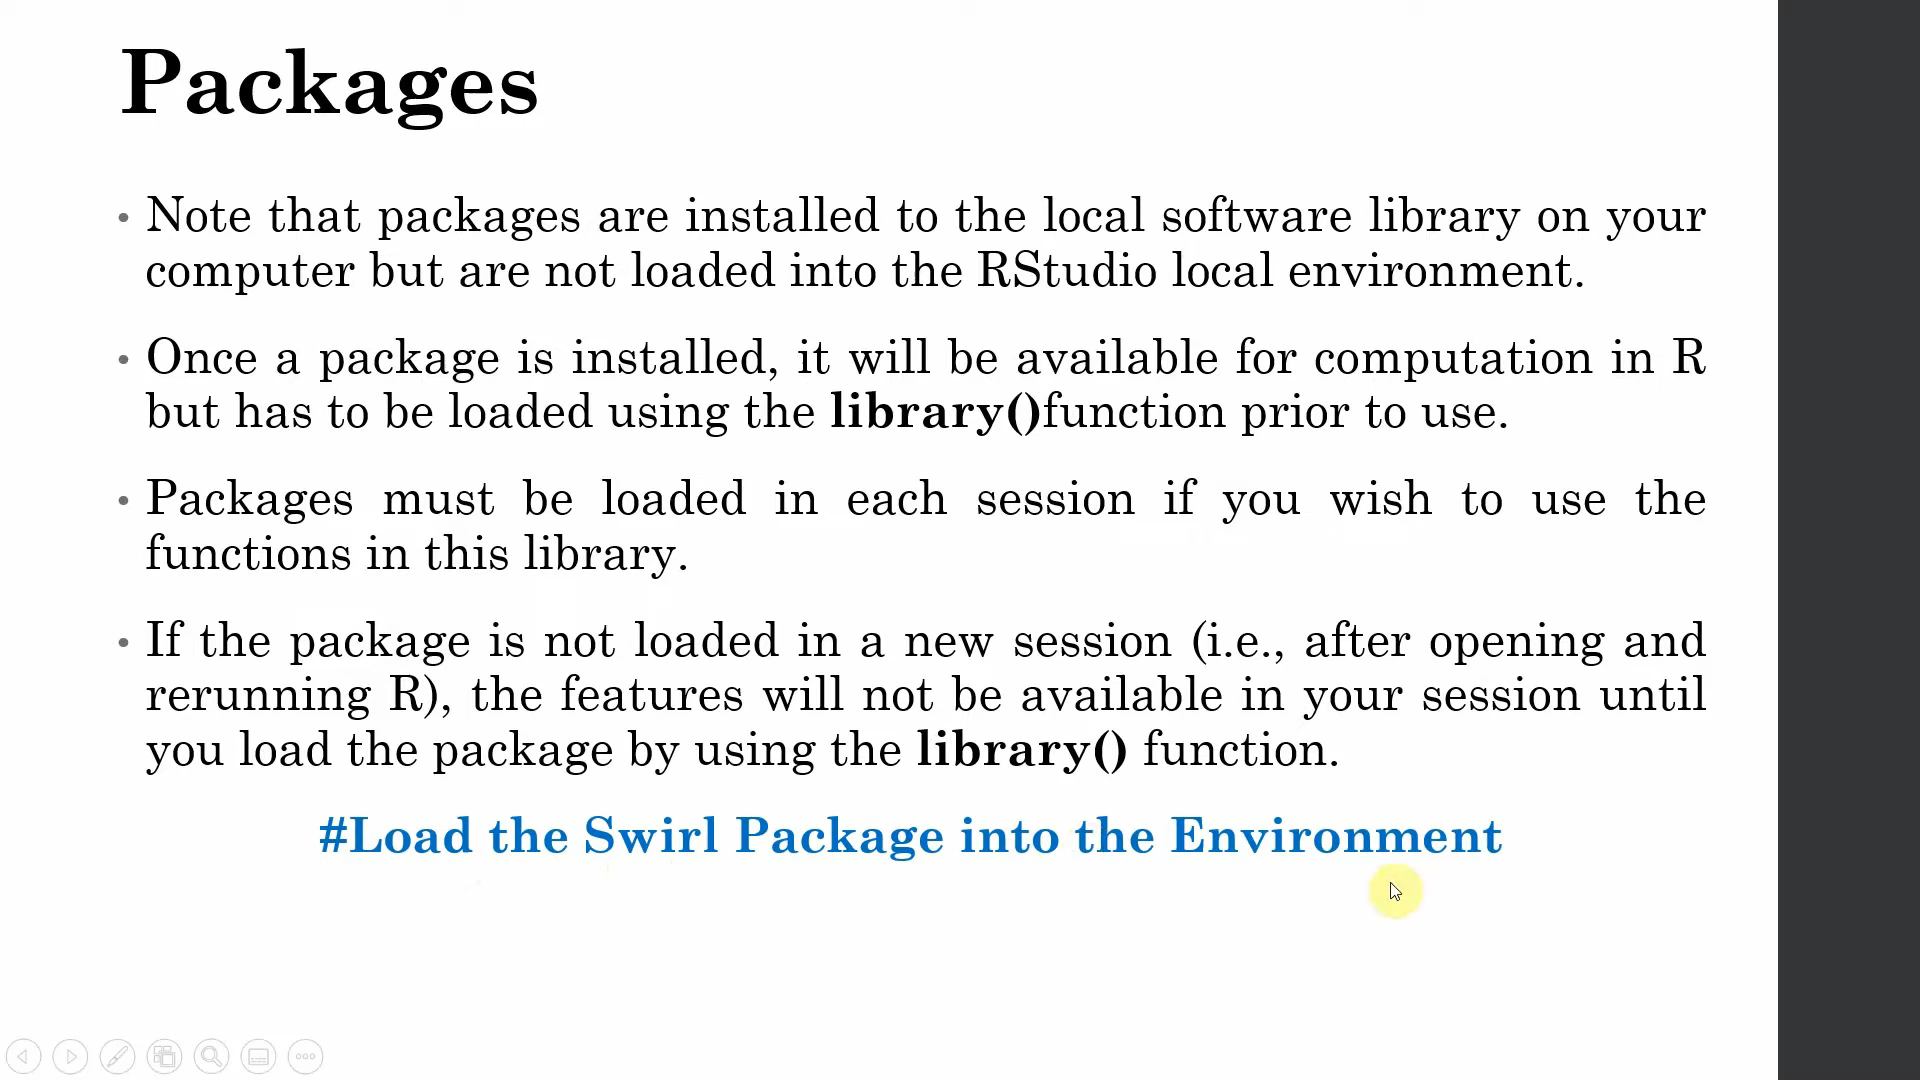 Packages
• Note that packages are installed to the local software library on your
computer but are not loaded into the RStudio local environment.
• Once a package is installed, it will be available for computation in R
but has to be loaded using the library()function prior to use.
• Packages must be loaded in each session if you wish to use the
functions in this library.
• If the package is not loaded in a new session (i.e., after opening and
rerunning R), the features will not be available in your session until
you load the package by using the library() function.
#Load the Swirl Package into the Environment